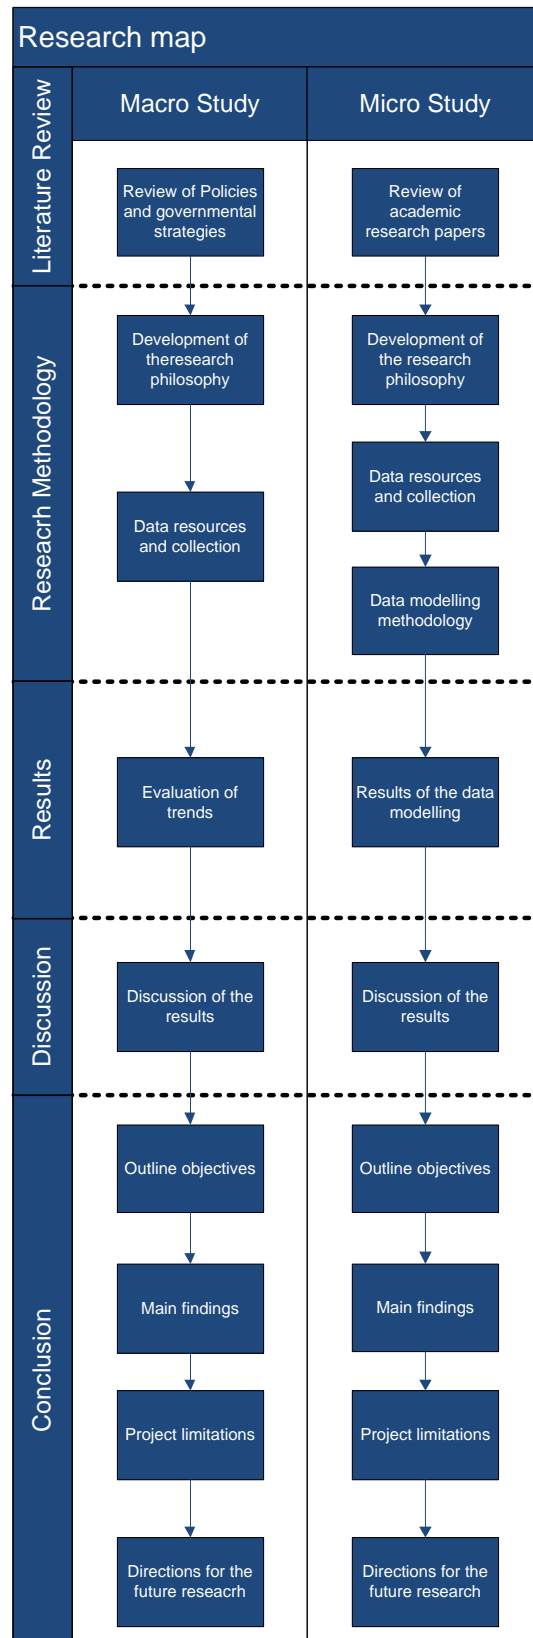 Research map
Macro Study
Micro Study
Literature Review
Review of Policies
and governmental
strategies
Review of
academic
research papers
Reseacrh Methodology
Development of
theresearch
philosophy
Development of
the research
philosophy
Data resources
and collection
Data resources
and collection
Data modelling
methodology
Results
Evaluation of
trends
Results of the data
modelling
Discussion
Discussion of the
results
Discussion of the
results
Conclusion
Outline objectives
Outline objectives
Main findings
Main findings
Project limitations
Project limitations
Directions for the
future reseacrh
Directions for the
future research